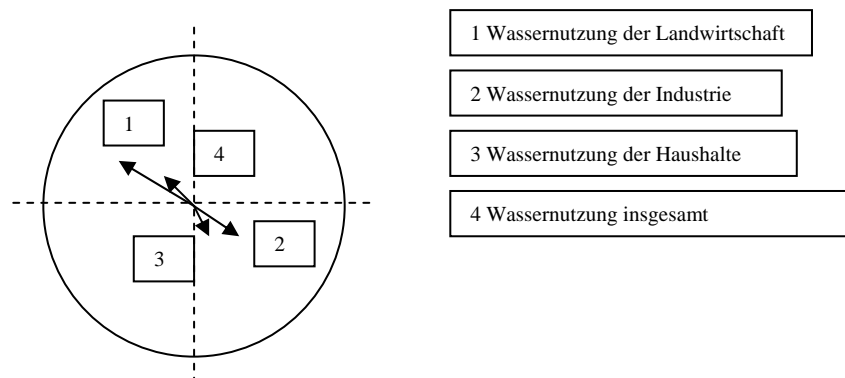 1
4
3
2
1 Wassernutzung der Landwirtschaft
2 Wassernutzung der Industrie
3 Wassernutzung der Haushalte
4 Wassernutzung insgesamt